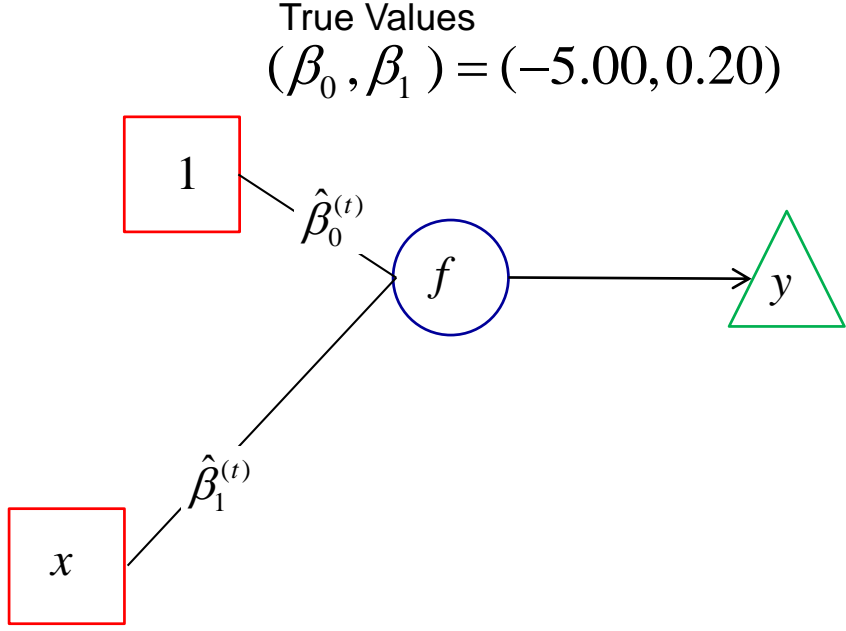 True Values
(β₀, β₁) = (−5.00, 0.20)
1
β̂₀⁽ᵗ⁾
f
y
β̂₁⁽ᵗ⁾
x